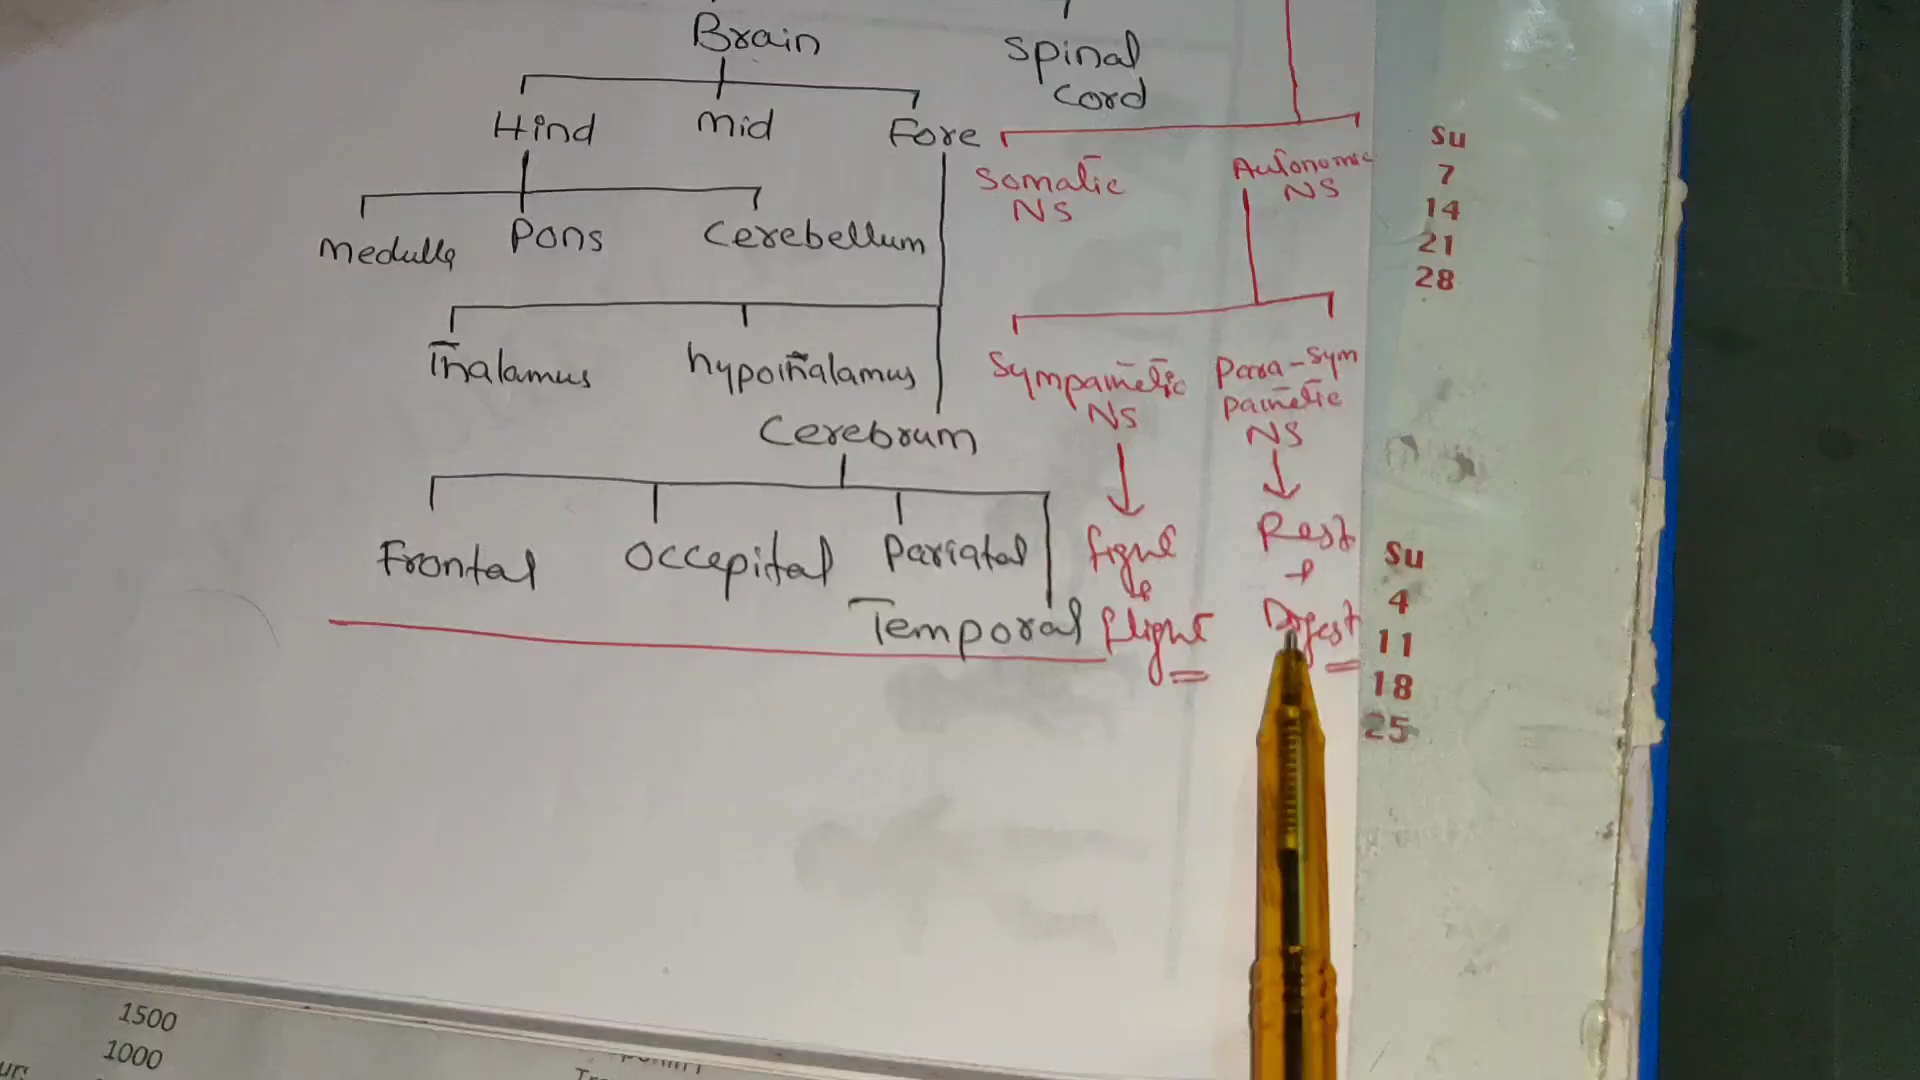 Brain
Spinal
Cord
Hind
Mid
Fore
Somatic
NS
Autonomic
NS
Medulla
Pons
Cerebellum
Thalamus
hypothalamus
Cerebrum
Sympathetic
NS
Para-Sym
pathetic
NS
Frontal
Occepital
Pariatal
Temporal
fight
&
flight
Rest
+
Digest
Su
7
14
21
28
Su
4
11
18
25
1500
1000